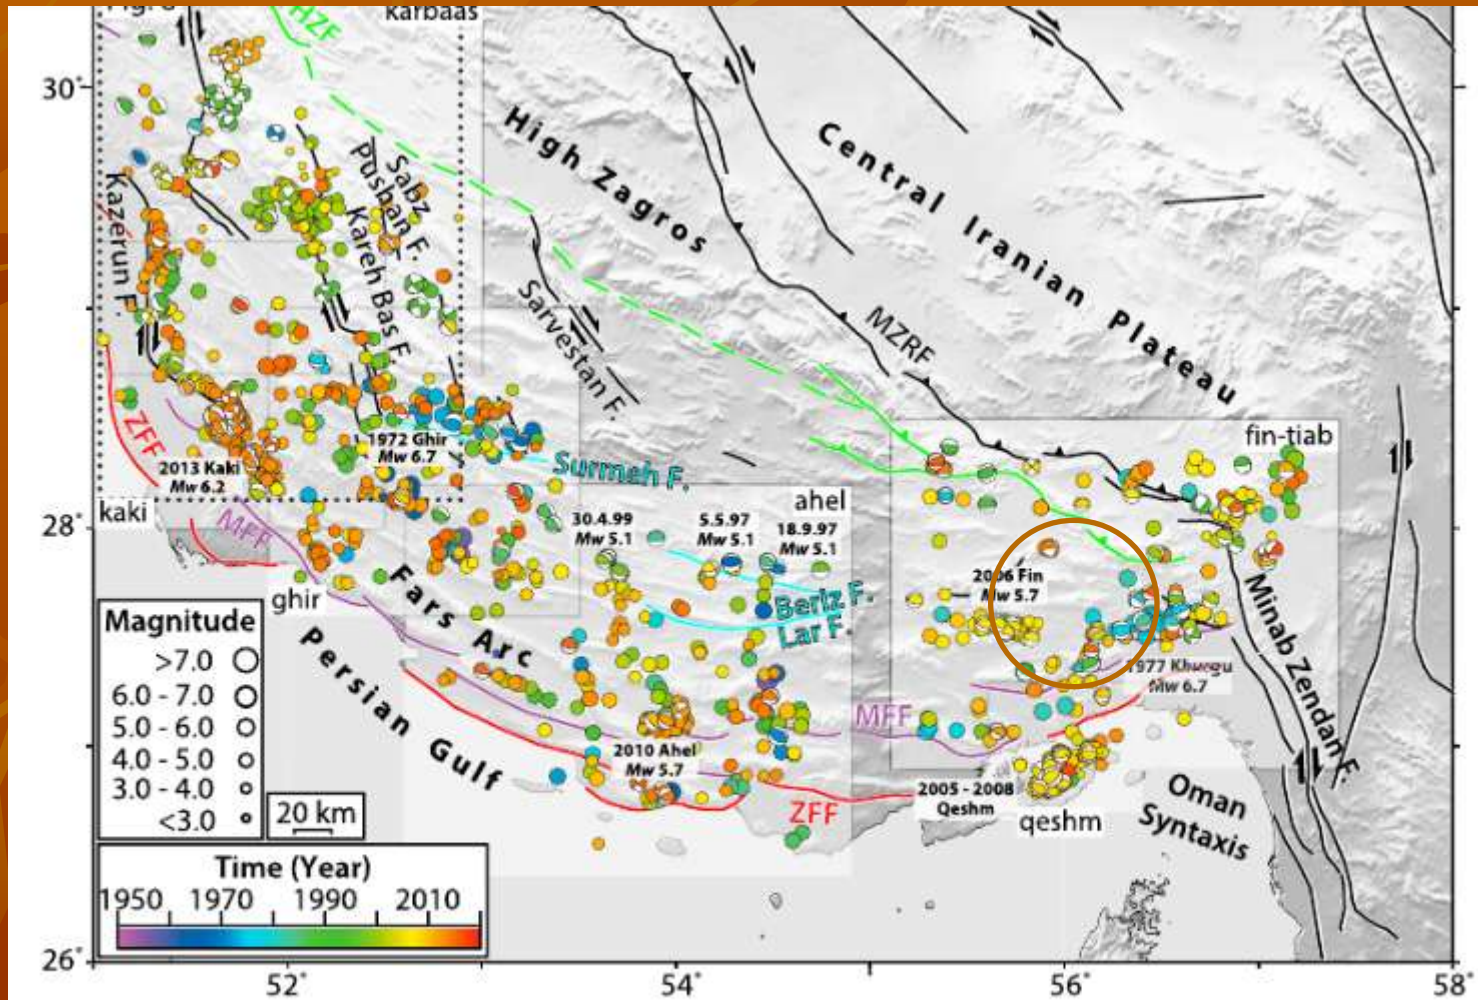 karbaas
HZF
30°
High Zagros
Central Iranian Plateau
Kazerun F.
Sabz
Pushan F.
Kareh Bas F.
Sarvestan F.
MZRF
ZFF
1972 Ghir
Mw 6.7
2013 Kaki
Mw 6.2
Surmeh F.
fin-tiab
kaki
28°
MFF
ahel
30.4.99
Mw 5.1
5.5.97
Mw 5.1
18.9.97
Mw 5.1
2006 Fin
Mw 5.7
ghir
Fars Arc
Beriz F.
Lar F.
Minab Zendan F.
Persian Gulf
1977 Khurgu
Mw 6.7
MFF
2010 Ahel
Mw 5.7
ZFF
2005 - 2008
Qeshm
qeshm
Oman
Syntaxis
Magnitude
>7.0
6.0 - 7.0
5.0 - 6.0
4.0 - 5.0
3.0 - 4.0
<3.0
20 km
Time (Year)
1950 1970 1990 2010
26°
52° 54° 56° 58°